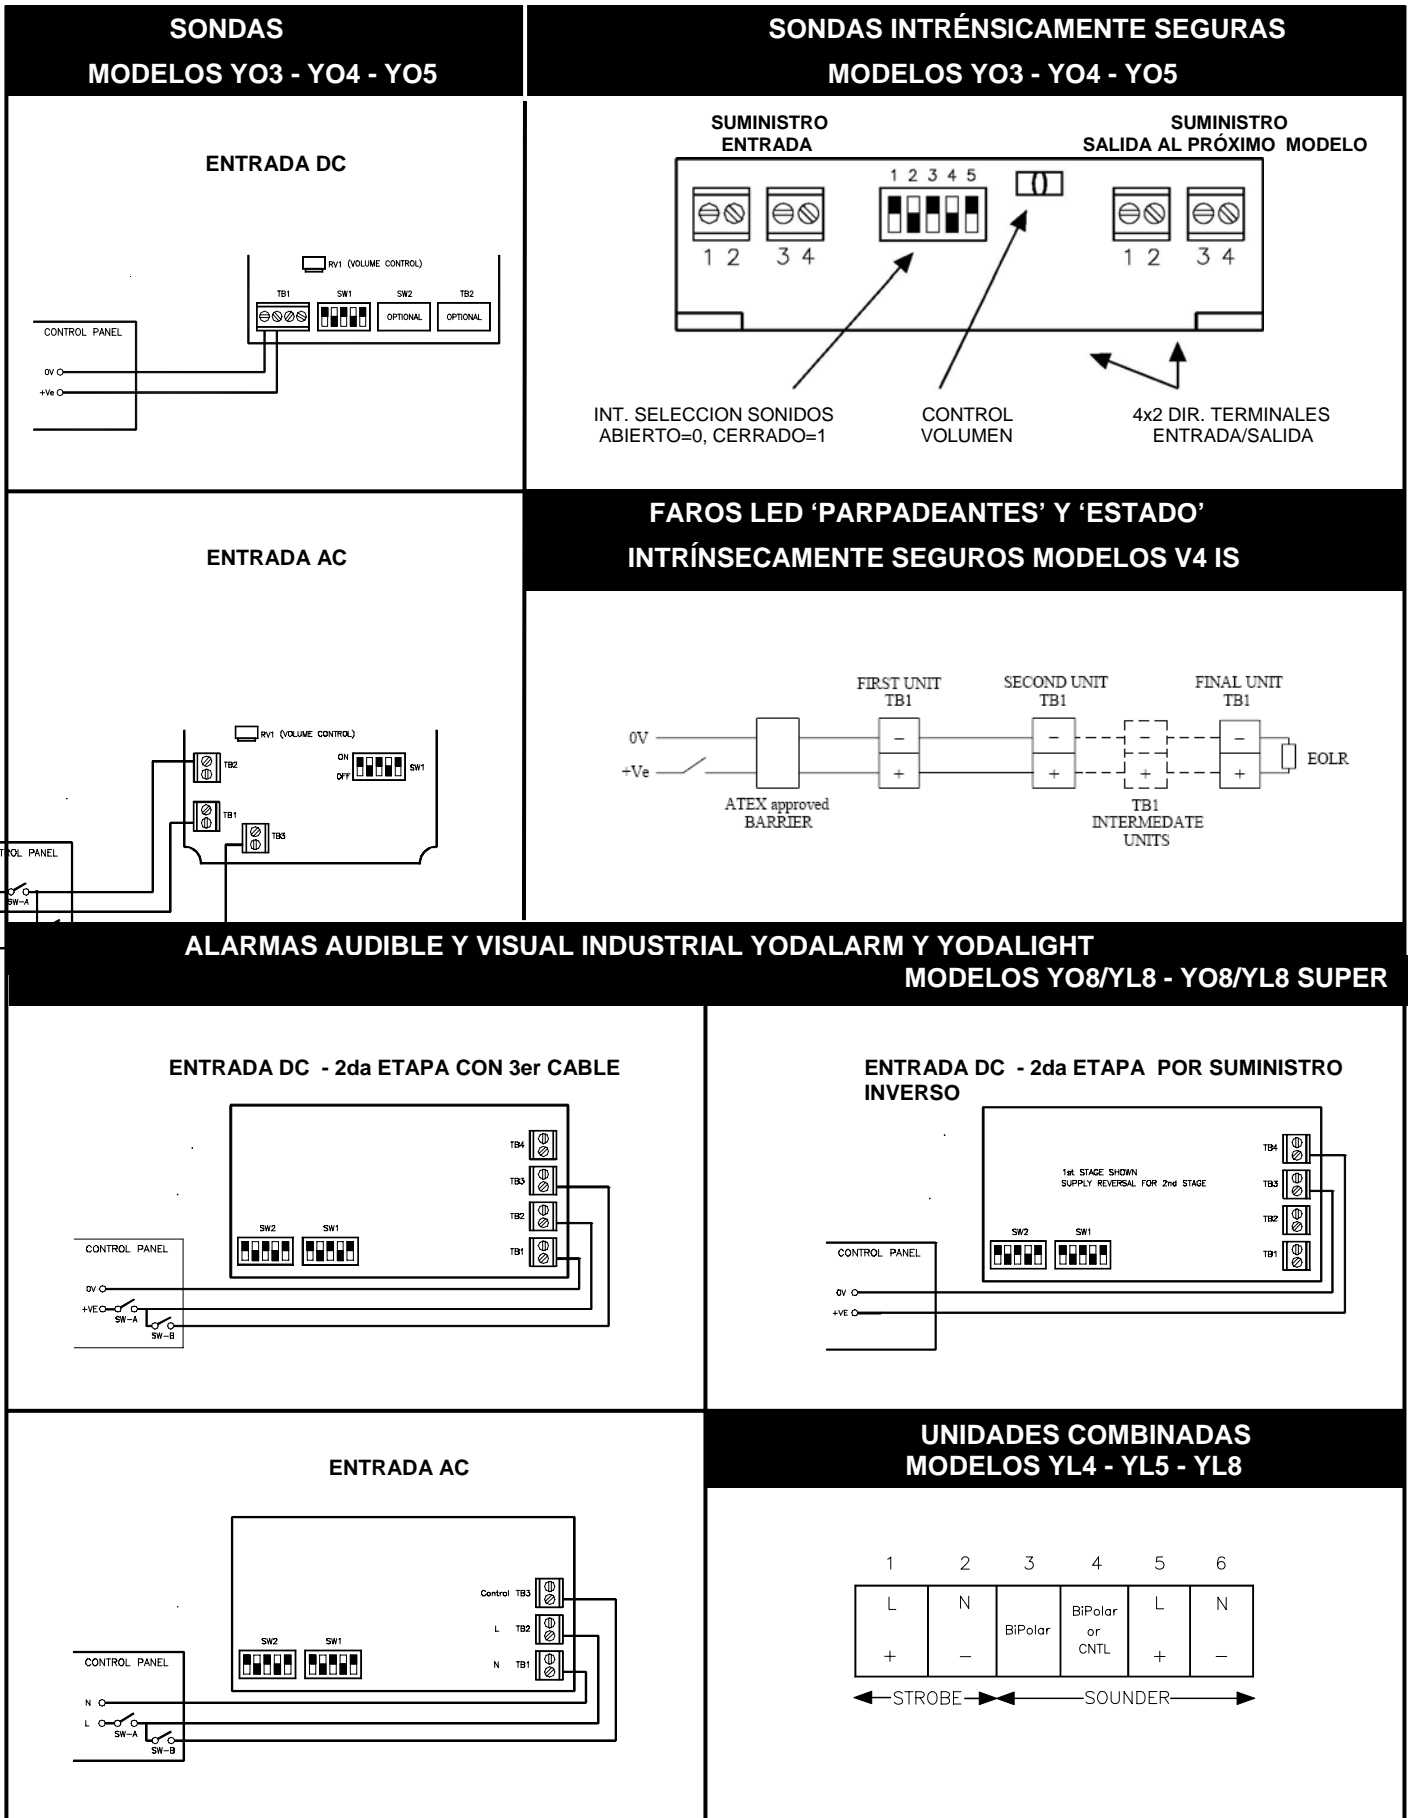 SONDAS
MODELOS YO3 - YO4 - YO5
SONDAS INTRÉNSICAMENTE SEGURAS
MODELOS YO3 - YO4 - YO5
ENTRADA DC
RV1 (VOLUME CONTROL)
TB1 SW1 SW2 TB2
OPTIONAL OPTIONAL
CONTROL PANEL
0V
+Ve
SUMINISTRO
ENTRADA
SUMINISTRO
SALIDA AL PRÓXIMO MODELO
1 2 3 4 5
1 2 3 4 1 2 3 4
INT. SELECCION SONIDOS
ABIERTO=0, CERRADO=1
CONTROL
VOLUMEN
4x2 DIR. TERMINALES
ENTRADA/SALIDA
ENTRADA AC
RV1 (VOLUME CONTROL)
TB2
ON
OFF
SW1
TB1
TB3
TROL PANEL
SW-A
FAROS LED ‘PARPADEANTES’ Y ‘ESTADO’
INTRÍNSECAMENTE SEGUROS MODELOS V4 IS
FIRST UNIT
TB1
SECOND UNIT
TB1
FINAL UNIT
TB1
0V
+Ve
− − − −
+ + + +
EOLR
ATEX approved
BARRIER
TB1
INTERMEDATE
UNITS
ALARMAS AUDIBLE Y VISUAL INDUSTRIAL YODALARM Y YODALIGHT
MODELOS YO8/YL8 - YO8/YL8 SUPER
ENTRADA DC - 2da ETAPA CON 3er CABLE
TB4
TB3
TB2
TB1
SW2 SW1
CONTROL PANEL
0V
+VE
SW-A
SW-B
ENTRADA DC - 2da ETAPA POR SUMINISTRO
INVERSO
1st STAGE SHOWN
SUPPLY REVERSAL FOR 2nd STAGE
TB4
TB3
TB2
TB1
SW2 SW1
CONTROL PANEL
0V
+VE
ENTRADA AC
Control TB3
L TB2
N TB1
SW2 SW1
CONTROL PANEL
N
L
SW-A
SW-B
UNIDADES COMBINADAS
MODELOS YL4 - YL5 - YL8
1 2 3 4 5 6
L N BiPolar BiPolar or CNTL L N
+ − + −
STROBE SOUNDER